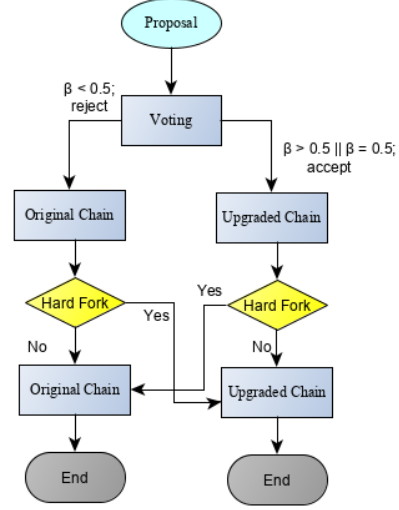 Proposal
β < 0.5;
reject
Voting
β > 0.5 || β = 0.5;
accept
Original Chain
Upgraded Chain
Hard Fork
Yes
Yes
Hard Fork
No
No
Original Chain
Upgraded Chain
End
End